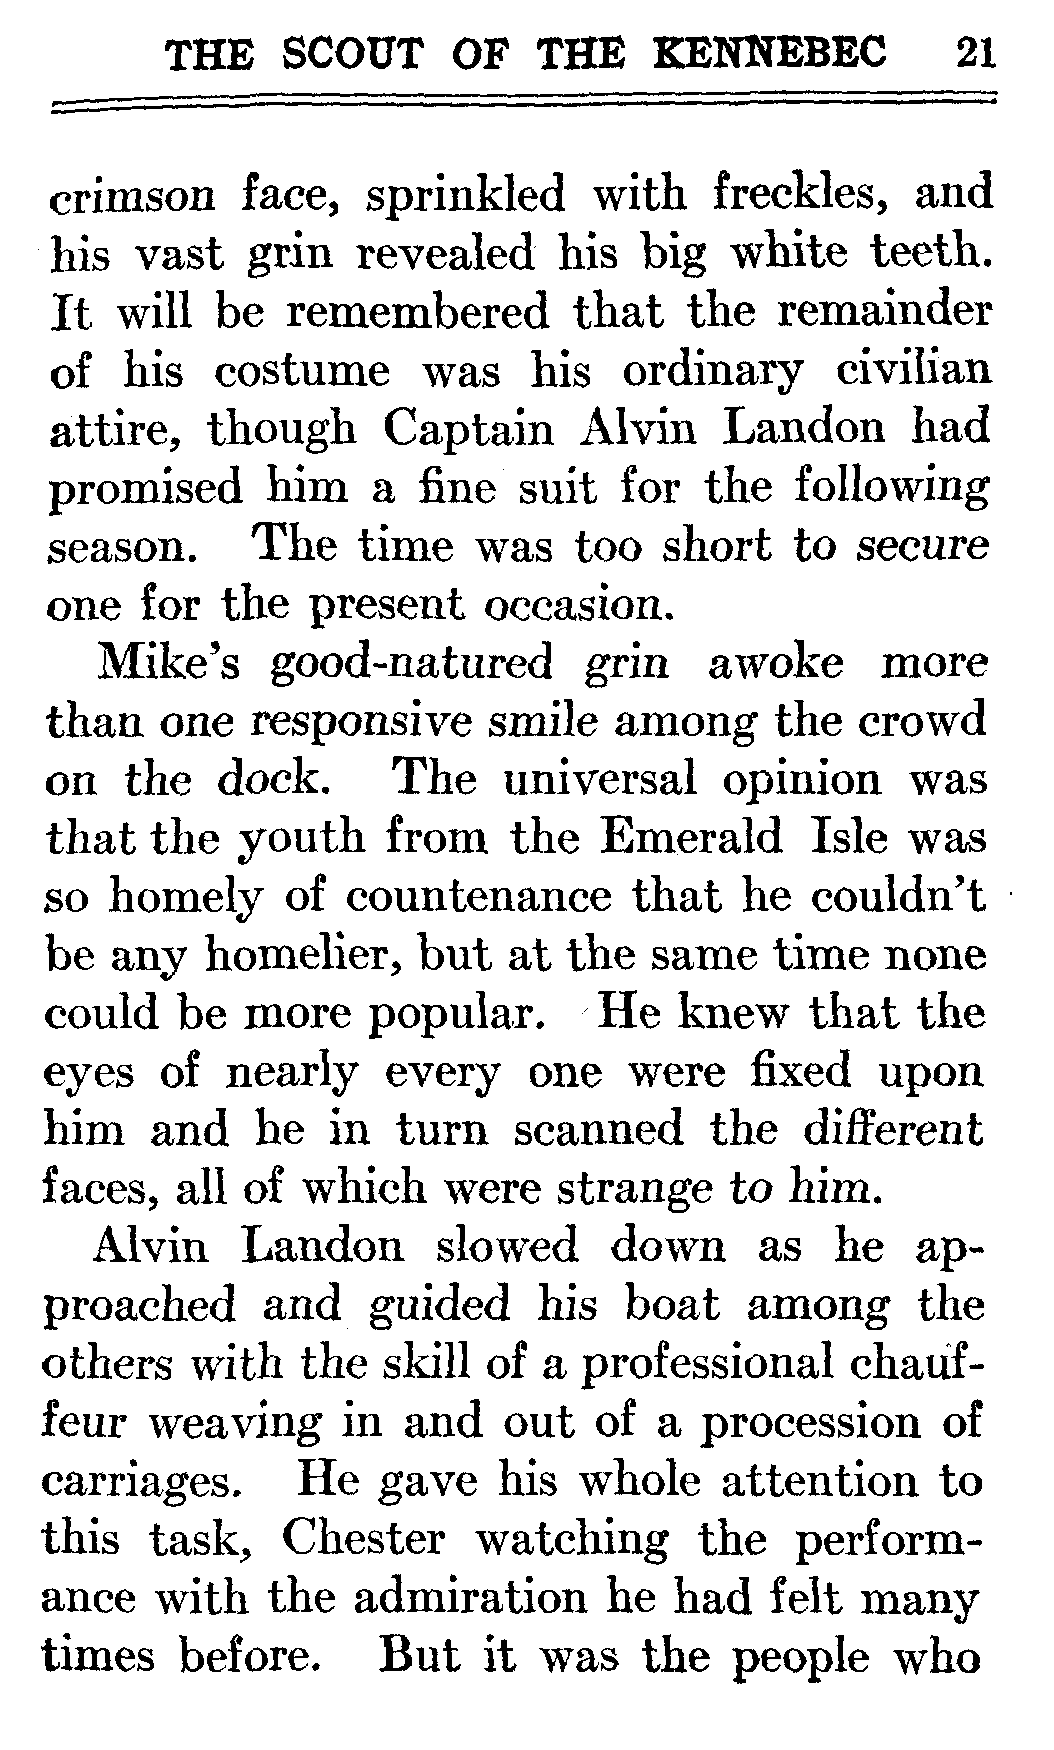 THE SCOUT OF THE KENNEBEC 21
crimson face, sprinkled with freckles, and
his vast grin revealed his big white teeth.
It will be remembered that the remainder
of his costume was his ordinary civilian
attire, though Captain Alvin Landon had
promised him a fine suit for the following
season. The time was too short to secure
one for the present occasion.
Mike's good-natured grin awoke more
than one responsive smile among the crowd
on the dock. The universal opinion was
that the youth from the Emerald Isle was
so homely of countenance that he couldn't
be any homelier, but at the same time none
could be more popular. He knew that the
eyes of nearly every one were fixed upon
him and he in turn scanned the different
faces, all of which were strange to him.
Alvin Landon slowed down as he ap-
proached and guided his boat among the
others with the skill of a professional chauf-
feur weaving in and out of a procession of
carriages. He gave his whole attention to
this task, Chester watching the perform-
ance with the admiration he had felt many
times before. But it was the people who